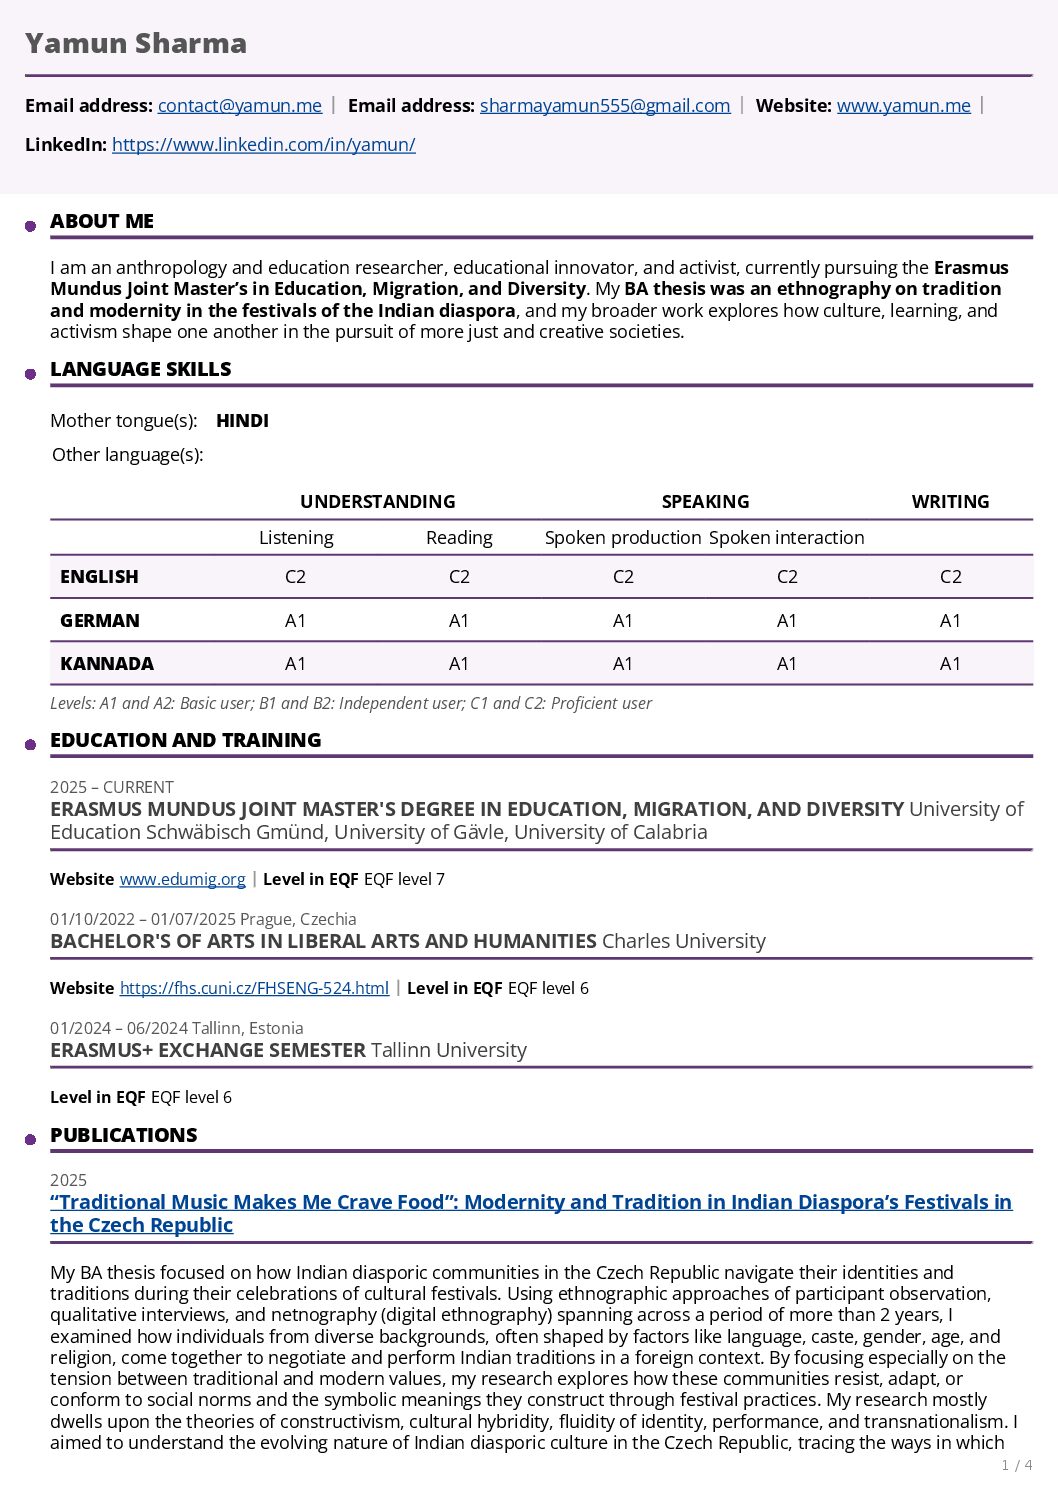 Yamun Sharma
Email address: contact@yamun.me | Email address: sharmayamun555@gmail.com | Website: www.yamun.me |
LinkedIn: https://www.linkedin.com/in/yamun/
ABOUT ME
I am an anthropology and education researcher, educational innovator, and activist, currently pursuing the Erasmus
Mundus Joint Master’s in Education, Migration, and Diversity. My BA thesis was an ethnography on tradition
and modernity in the festivals of the Indian diaspora, and my broader work explores how culture, learning, and
activism shape one another in the pursuit of more just and creative societies.
LANGUAGE SKILLS
Mother tongue(s): HINDI
Other language(s):
UNDERSTANDING SPEAKING WRITING
Listening Reading Spoken production Spoken interaction
ENGLISH C2 C2 C2 C2 C2
GERMAN A1 A1 A1 A1 A1
KANNADA A1 A1 A1 A1 A1
Levels: A1 and A2: Basic user; B1 and B2: Independent user; C1 and C2: Proficient user
EDUCATION AND TRAINING
2025 – CURRENT
ERASMUS MUNDUS JOINT MASTER'S DEGREE IN EDUCATION, MIGRATION, AND DIVERSITY University of
Education Schwäbisch Gmünd, University of Gävle, University of Calabria
Website www.edumig.org | Level in EQF EQF level 7
01/10/2022 – 01/07/2025 Prague, Czechia
BACHELOR'S OF ARTS IN LIBERAL ARTS AND HUMANITIES Charles University
Website https://fhs.cuni.cz/FHSENG-524.html | Level in EQF EQF level 6
01/2024 – 06/2024 Tallinn, Estonia
ERASMUS+ EXCHANGE SEMESTER Tallinn University
Level in EQF EQF level 6
PUBLICATIONS
2025
“Traditional Music Makes Me Crave Food”: Modernity and Tradition in Indian Diaspora’s Festivals in
the Czech Republic
My BA thesis focused on how Indian diasporic communities in the Czech Republic navigate their identities and
traditions during their celebrations of cultural festivals. Using ethnographic approaches of participant observation,
qualitative interviews, and netnography (digital ethnography) spanning across a period of more than 2 years, I
examined how individuals from diverse backgrounds, often shaped by factors like language, caste, gender, age, and
religion, come together to negotiate and perform Indian traditions in a foreign context. By focusing especially on the
tension between traditional and modern values, my research explores how these communities resist, adapt, or
conform to social norms and the symbolic meanings they construct through festival practices. My research mostly
dwells upon the theories of constructivism, cultural hybridity, fluidity of identity, performance, and transnationalism. I
aimed to understand the evolving nature of Indian diasporic culture in the Czech Republic, tracing the ways in which
1 / 4